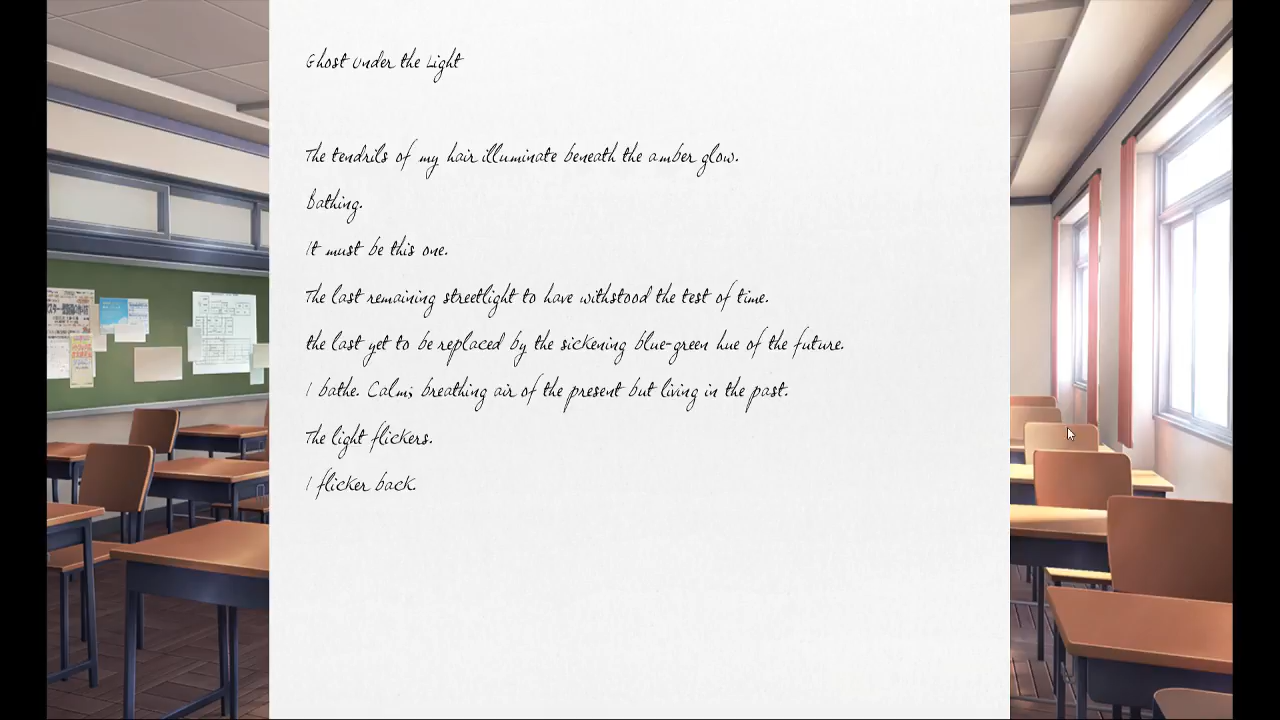 Ghost Under the Light
The tendrils of my hair illuminate beneath the amber glow.
Bathing.
It must be this one.
The last remaining streetlight to have withstood the test of time.
the last yet to be replaced by the sickening blue-green hue of the future.
I bathe. Calm; breathing air of the present but living in the past.
The light flickers.
I flicker back.